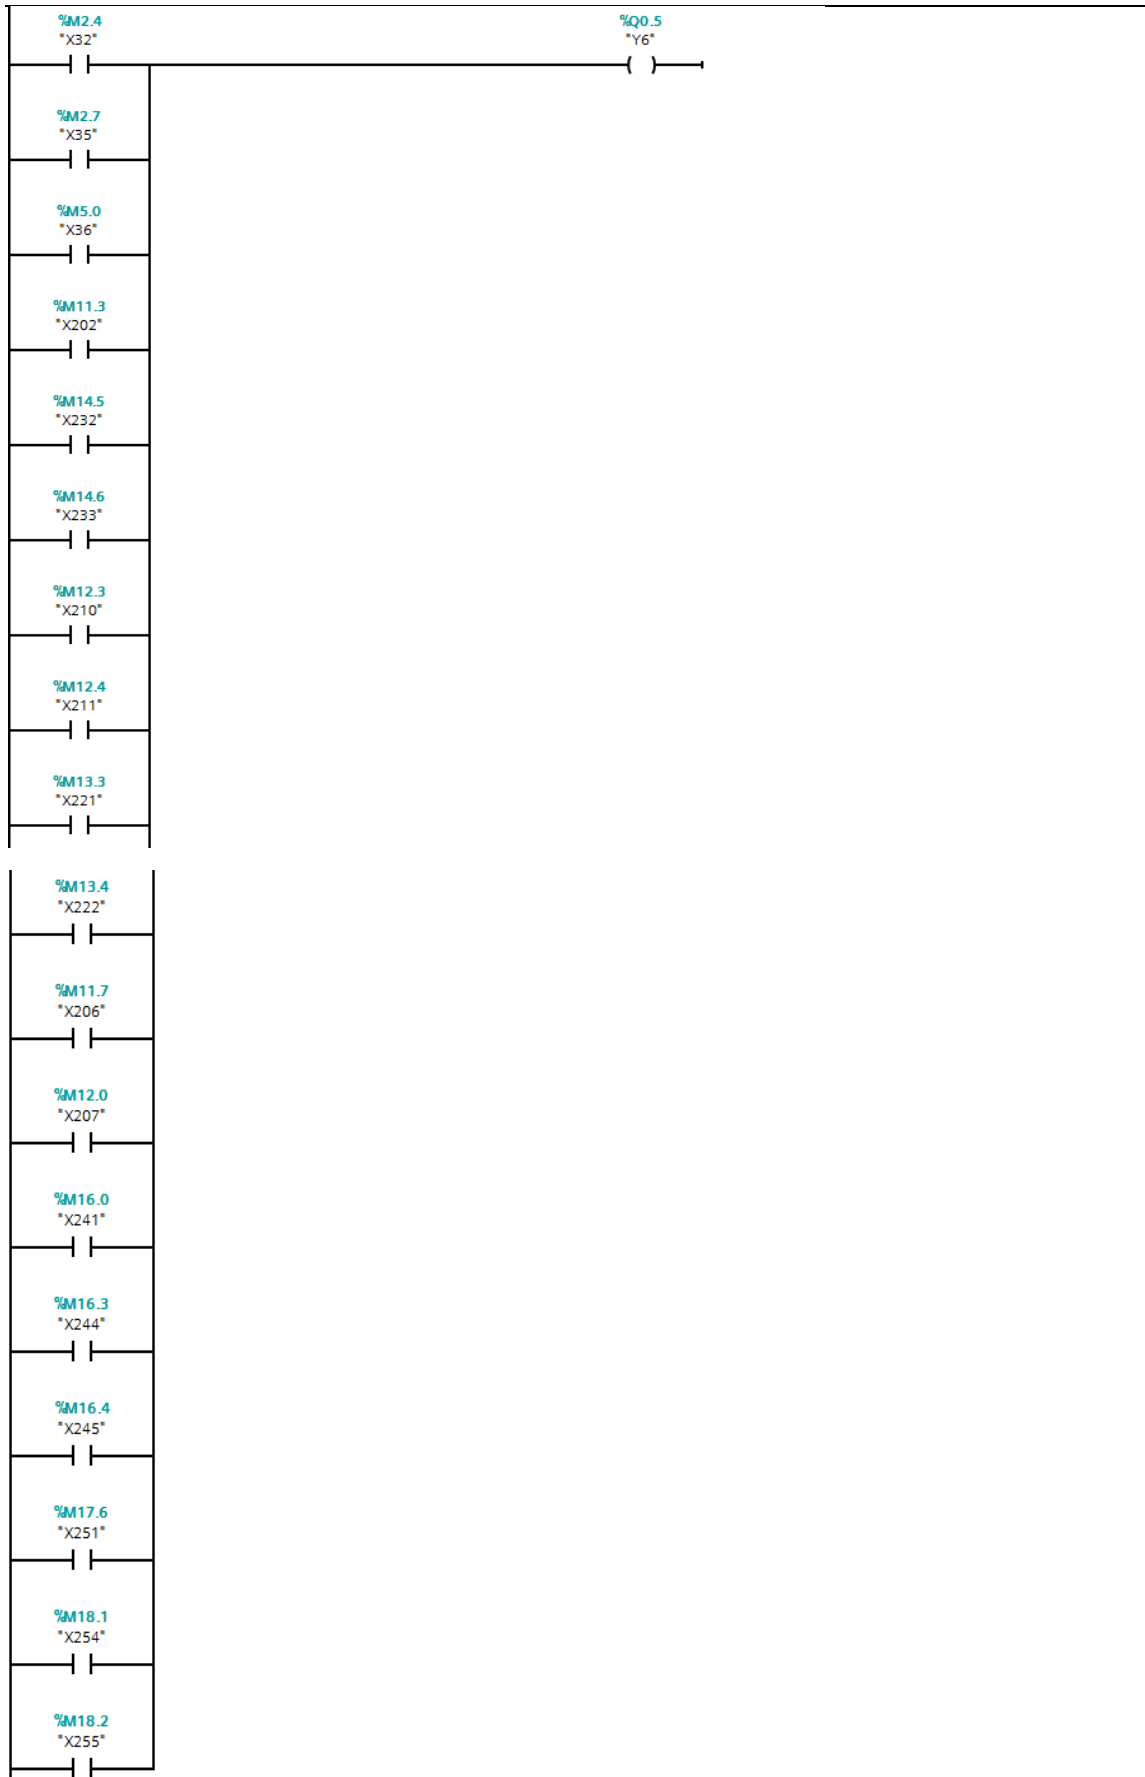 %M2.4 %Q0.5
"X32" "Y6"
%M2.7
"X35"
%M5.0
"X36"
%M11.3
"X202"
%M14.5
"X232"
%M14.6
"X233"
%M12.3
"X210"
%M12.4
"X211"
%M13.3
"X221"
%M13.4
"X222"
%M11.7
"X206"
%M12.0
"X207"
%M16.0
"X241"
%M16.3
"X244"
%M16.4
"X245"
%M17.6
"X251"
%M18.1
"X254"
%M18.2
"X255"